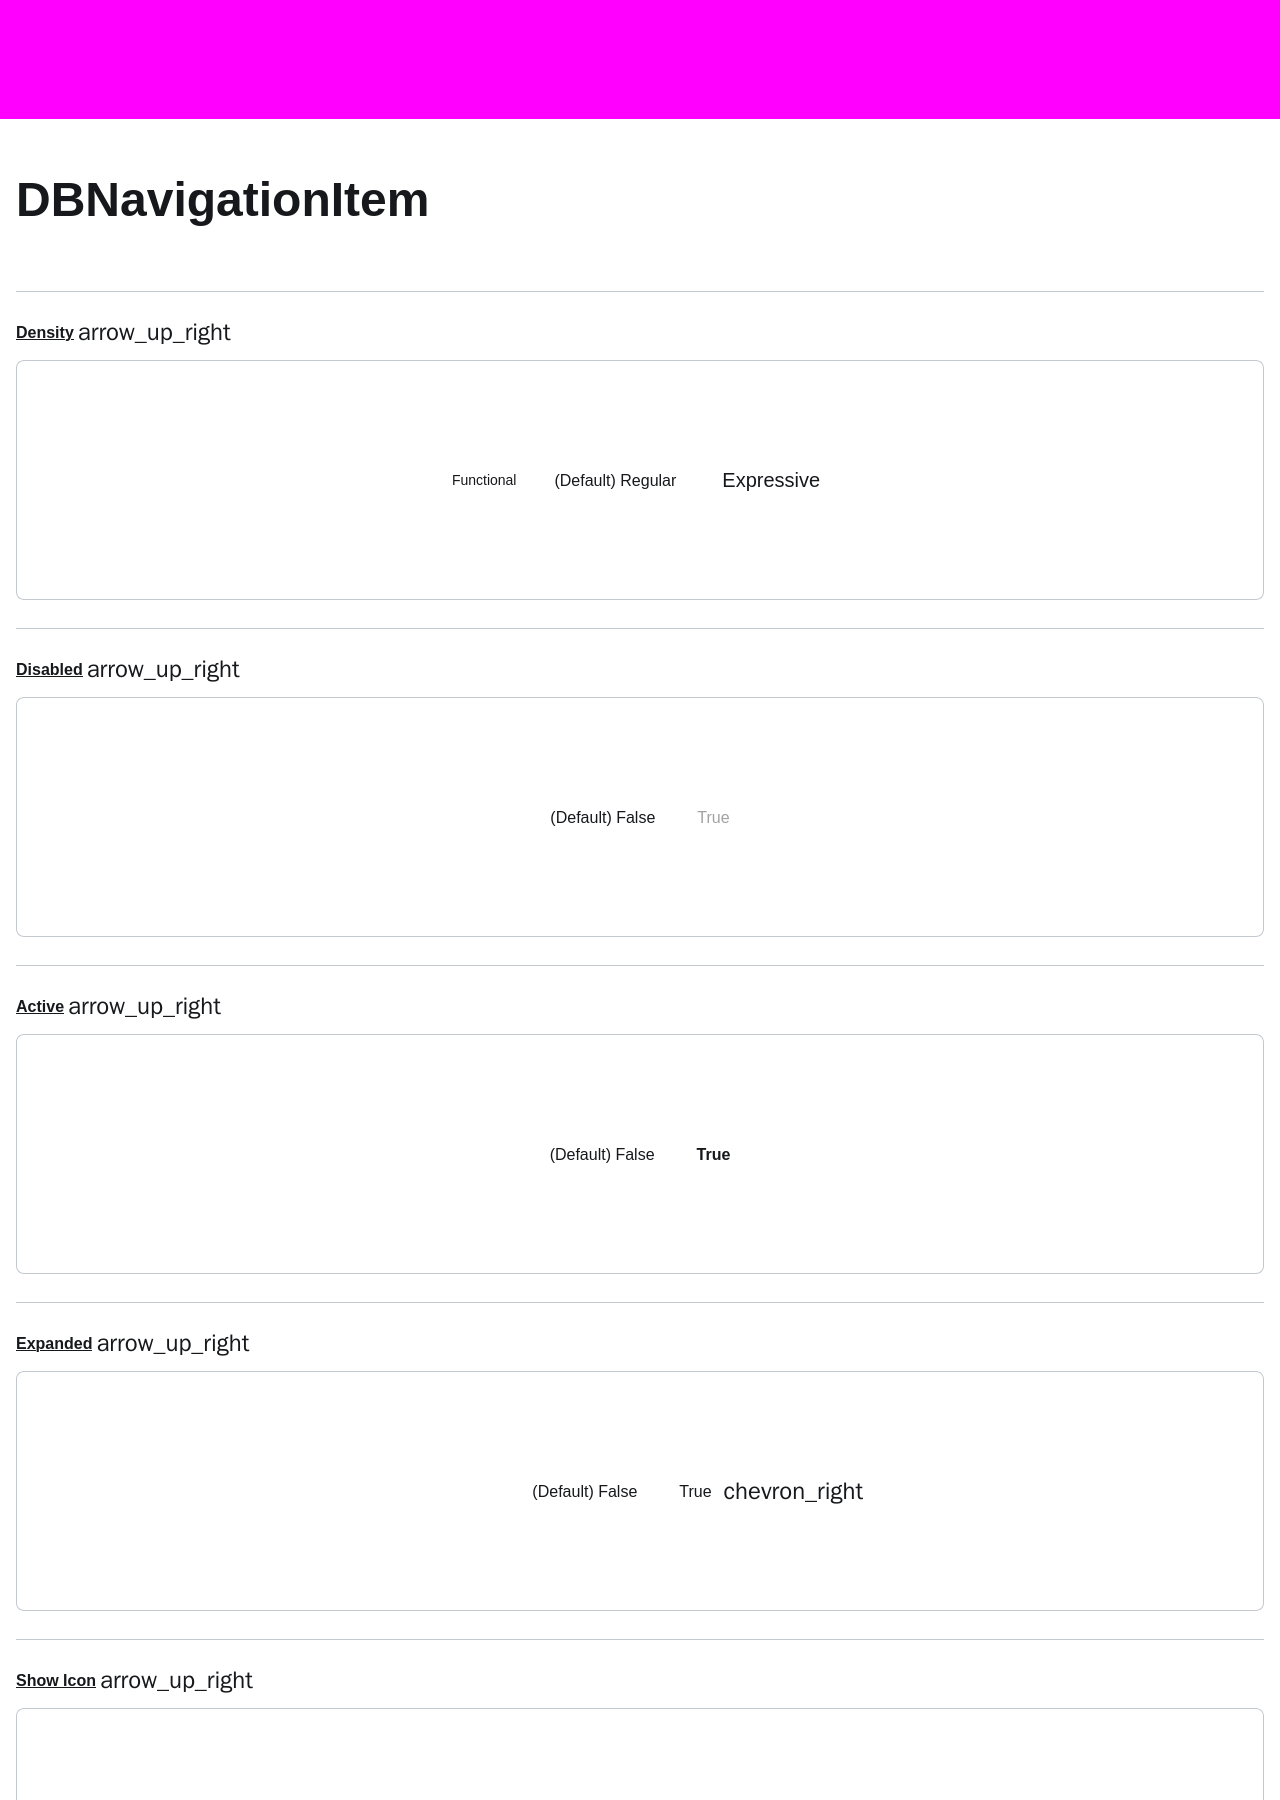 DBNavigationItem
Density arrow_up_right
Functional (Default) Regular Expressive
Disabled arrow_up_right
(Default) False True
Active arrow_up_right
(Default) False True
Expanded arrow_up_right
(Default) False True chevron_right
Show Icon arrow_up_right